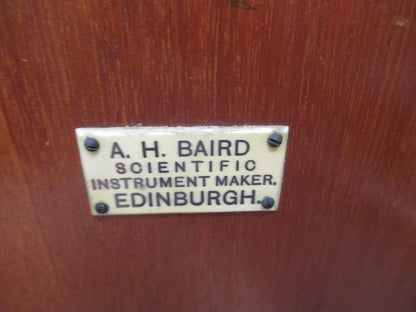 A. H. BAIRD
SCIENTIFIC
INSTRUMENT MAKER.
EDINBURGH.